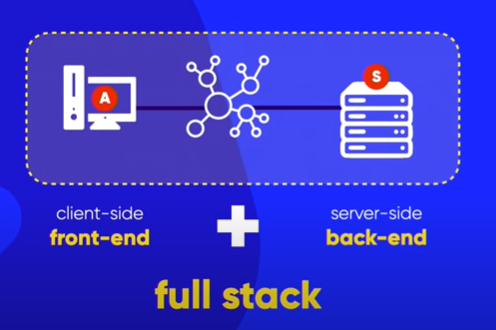 A
S
client-side
front-end
server-side
back-end
full stack